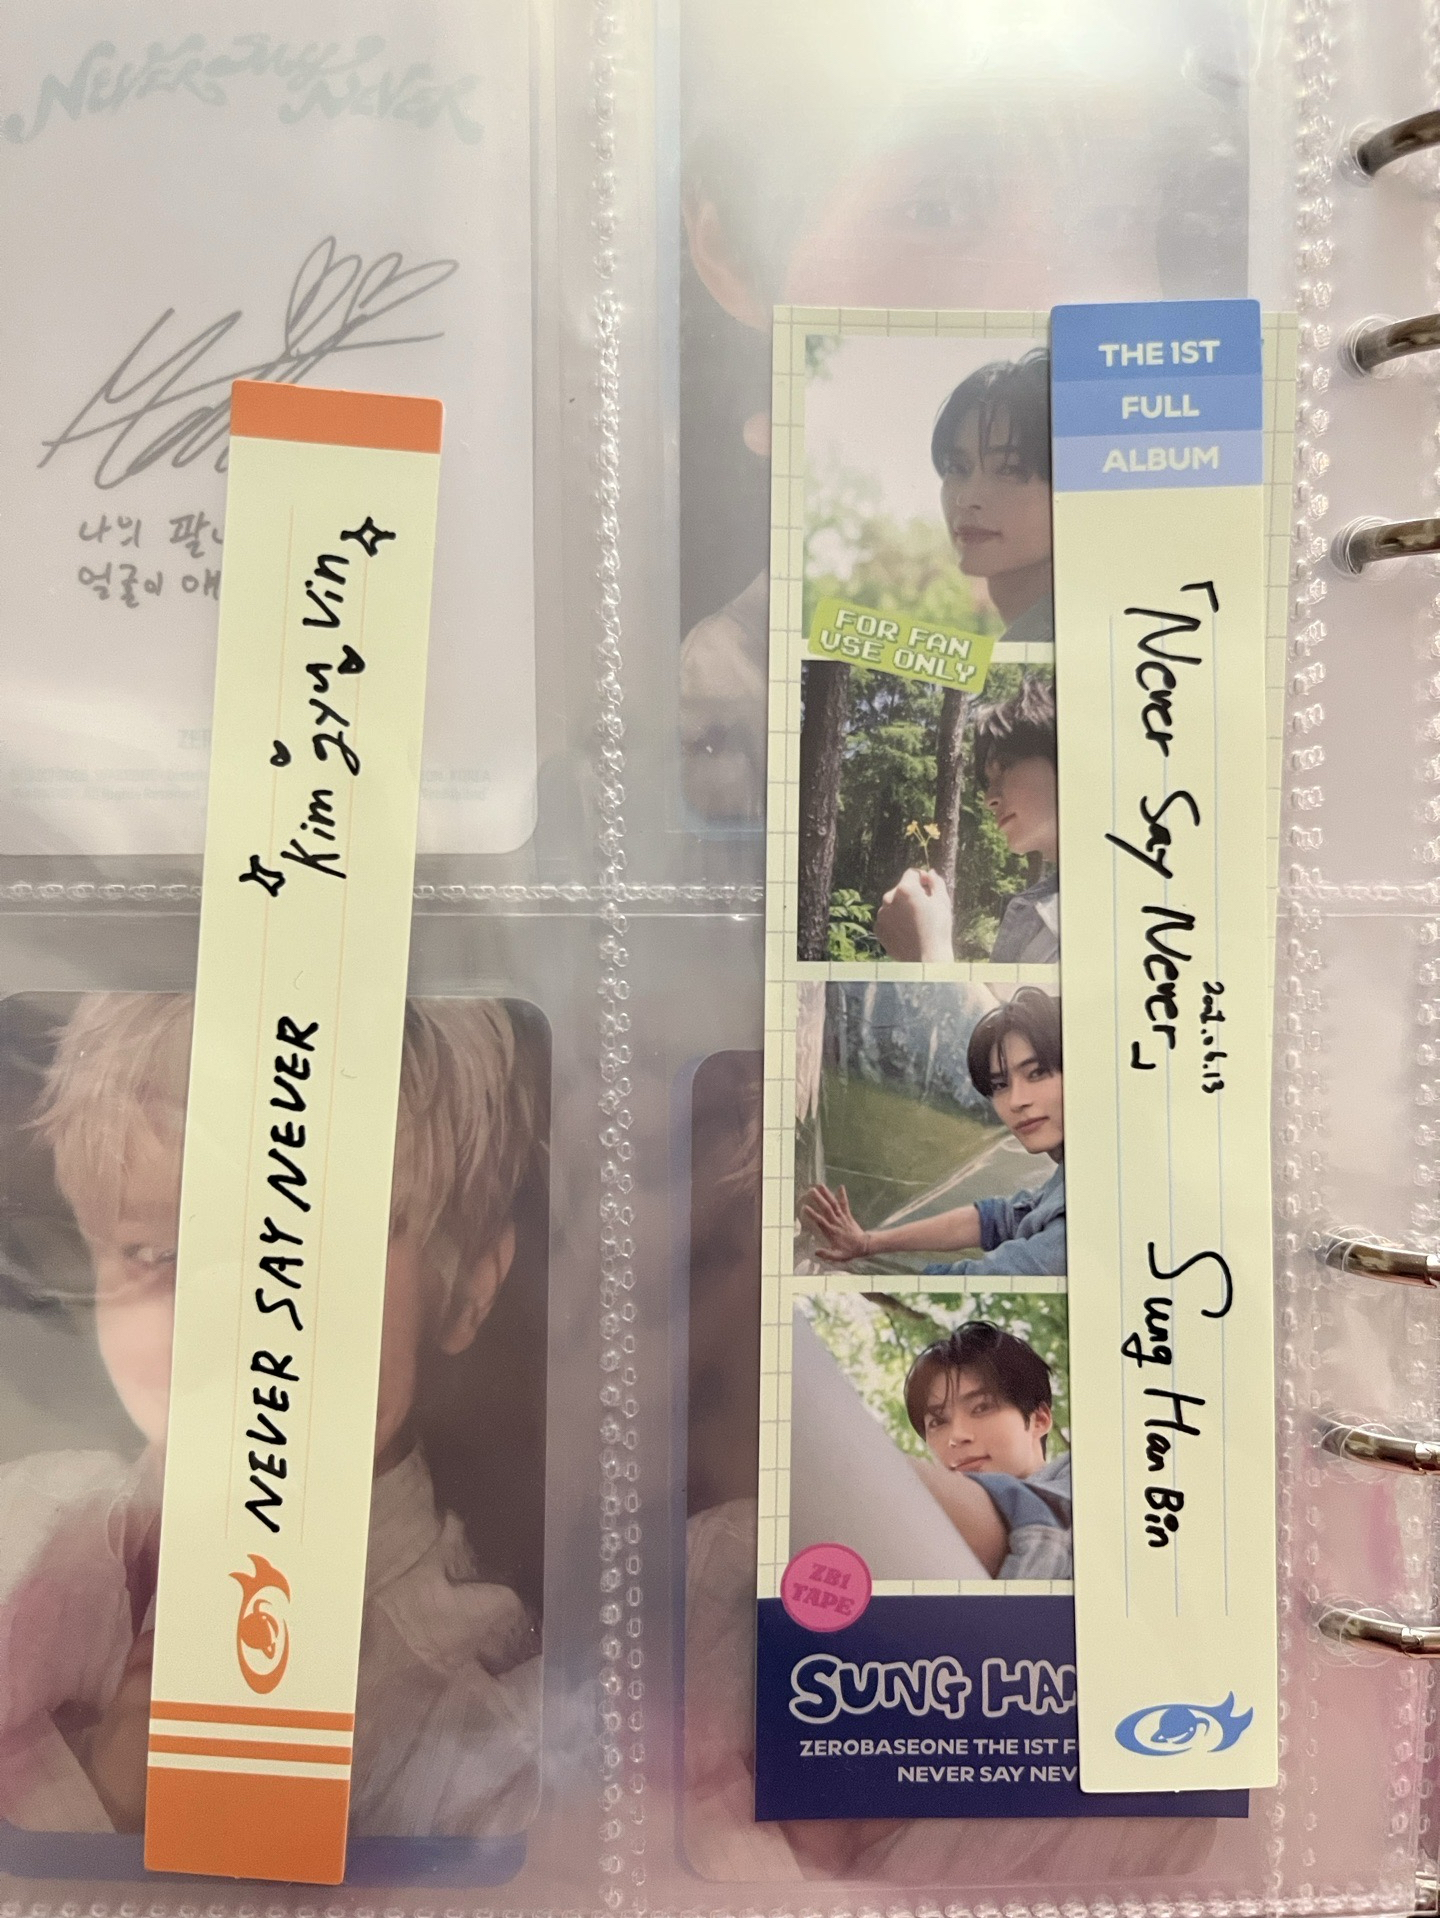 NEVER SAY NEVER
나의 팔
얼굴이 애
Kim gyu Vin
NEVER SAY NEVER
FOR FAN
USE ONLY
ZB1
TAPE
SUNG HAN
ZEROBASEONE THE 1ST F
NEVER SAY NEV
THE 1ST
FULL
ALBUM
「Never Say Never」
Sung Han Bin